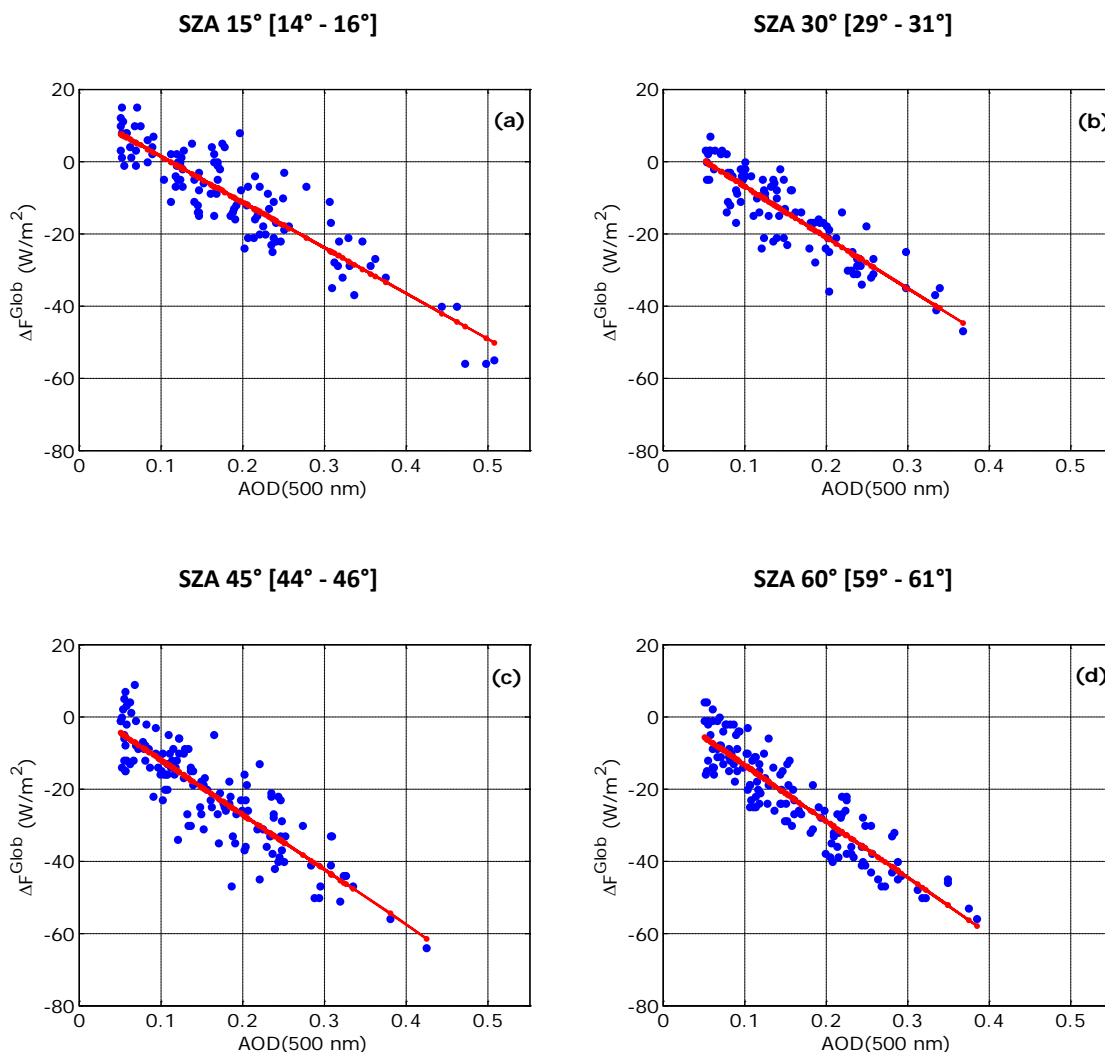 SZA 15° [14° - 16°]
SZA 30° [29° - 31°]
(a)
20
0
-20
-40
-60
-80
ΔF^Glob (W/m²)
0 0.1 0.2 0.3 0.4 0.5
AOD(500 nm)
(b)
20
0
-20
-40
-60
-80
ΔF^Glob (W/m²)
0 0.1 0.2 0.3 0.4 0.5
AOD(500 nm)
SZA 45° [44° - 46°]
SZA 60° [59° - 61°]
(c)
20
0
-20
-40
-60
-80
ΔF^Glob (W/m²)
0 0.1 0.2 0.3 0.4 0.5
AOD(500 nm)
(d)
20
0
-20
-40
-60
-80
ΔF^Glob (W/m²)
0 0.1 0.2 0.3 0.4 0.5
AOD(500 nm)